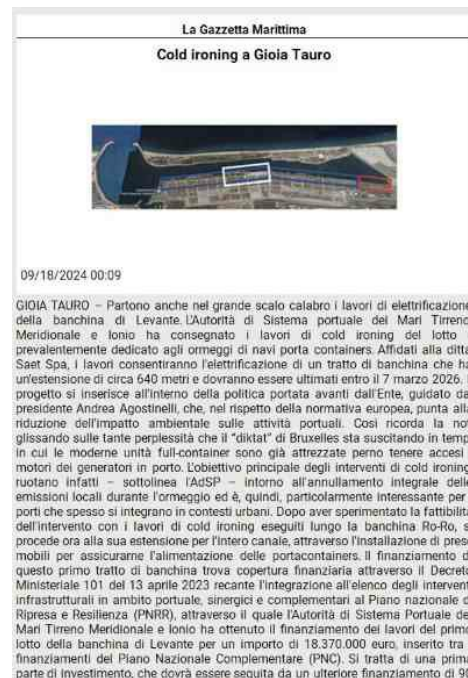 La Gazzetta Marittima
Cold ironing a Gioia Tauro
09/18/2024 00:09
GIOIA TAURO – Partono anche nel grande scalo calabro i lavori di elettrificazione
della banchina di Levante. L'Autorità di Sistema portuale dei Mari Tirreno
Meridionale e Ionio ha consegnato i lavori di cold ironing del lotto
prevalentemente dedicato agli ormeggi di navi porta containers. Affidati alla ditta
Saet Spa, i lavori consentiranno l'elettrificazione di un tratto di banchina che ha
un'estensione di circa 640 metri e dovranno essere ultimati entro il 7 marzo 2026.
progetto si inserisce all'interno della politica portata avanti dall'Ente, guidato dal
presidente Andrea Agostinelli, che, nel rispetto della normativa europea, punta alla
riduzione dell'impatto ambientale sulle attività portuali. Così ricorda la not
glissando sulle tante perplessità che il "diktat" di Bruxelles sta suscitando in temp
in cui le moderne unità full-container sono già attrezzate perno tenere accesi
motori dei generatori in porto. L'obiettivo principale degli interventi di cold ironing
ruotano infatti – sottolinea l'AdSP – intorno all'annullamento integrale delle
emissioni locali durante l'ormeggio ed è, quindi, particolarmente interessante per
porti che spesso si integrano in contesti urbani. Dopo aver sperimentato la fattibilità
dell'intervento con i lavori di cold ironing eseguiti lungo la banchina Ro-Ro, s
procede ora alla sua estensione per l'intero canale, attraverso l'installazione di prese
mobili per assicurarne l'alimentazione delle portacontainers. Il finanziamento d
questo primo tratto di banchina trova copertura finanziaria attraverso il Decreto
Ministeriale 101 del 13 aprile 2023 recante l'integrazione all'elenco degli intervent
infrastrutturali in ambito portuale, sinergici e complementari al Piano nazionale d
Ripresa e Resilienza (PNRR), attraverso il quale l'Autorità di Sistema Portuale de
Mari Tirreno Meridionale e Ionio ha ottenuto il finanziamento dei lavori del primo
lotto della banchina di Levante per un importo di 18.370.000 euro, inserito tra
finanziamenti del Piano Nazionale Complementare (PNC). Si tratta di una prima
parte di investimento, che dovrà essere seguita da un ulteriore finanziamento di 90